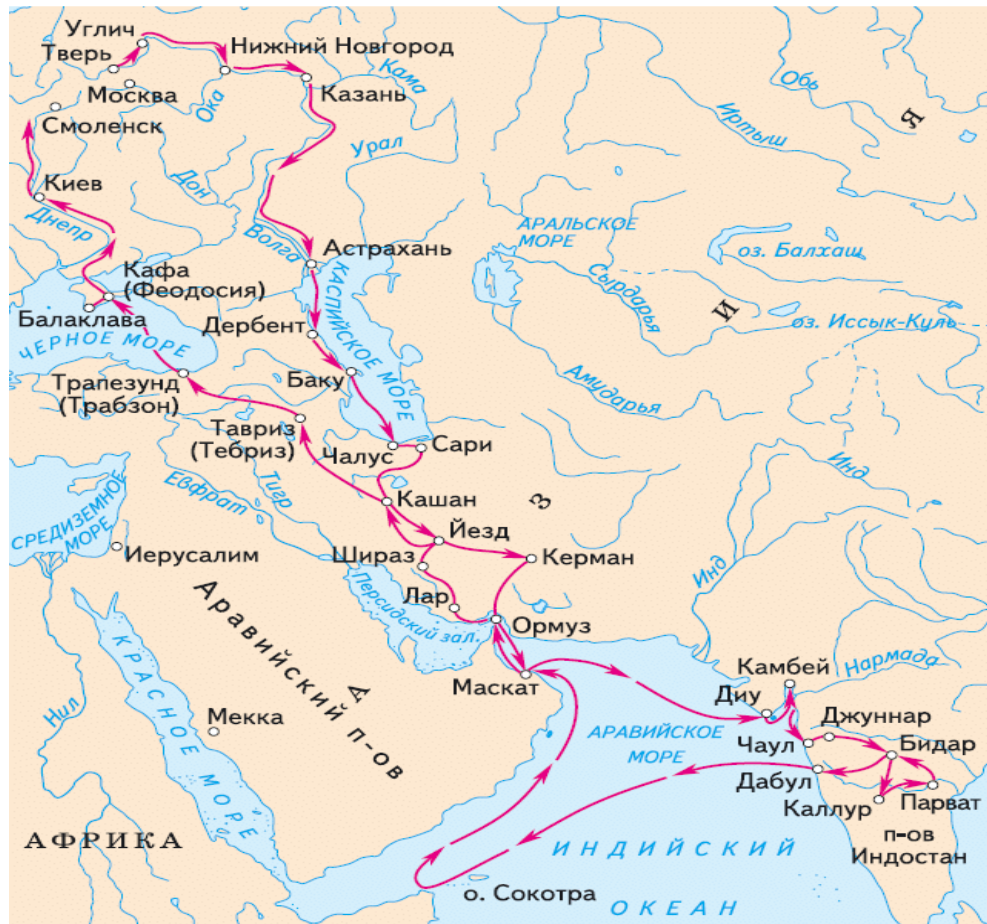 Углич
Тверь
Нижний Новгород
Кама
Обь
Москва
Ока
Казань
Иртыш
Я
Смоленск
Урал
Киев
Дон
Днепр
Волга
Астрахань
АРАЛЬСКОЕ
МОРЕ
оз. Балхаш
Кафа
(Феодосия)
КАСПИЙСКОЕ МОРЕ
Сырдарья
И
Балаклава
Дербент
оз. Иссык-Куль
ЧЕРНОЕ МОРЕ
Баку
Трапезунд
(Трабзон)
Амударья
Тавриз
(Тебриз)
Чалус
Сари
Инд
Евфрат
Тигр
Кашан
З
СРЕДИЗЕМНОЕ
МОРЕ
Йезд
Иерусалим
Шираз
Керман
Инд
Аравийский п-ов
Лар
Персидский зал.
Ормуз
КРАСНОЕ МОРЕ
А
Маскат
Камбей
Нармада
Нил
Диу
Джуннар
Мекка
АРАВИЙСКОЕ
МОРЕ
Чаул
Бидар
Дабул
Каллур
Парват
АФРИКА
п-ов
Индостан
ИНДИЙСКИЙ
о. Сокотра
ОКЕАН